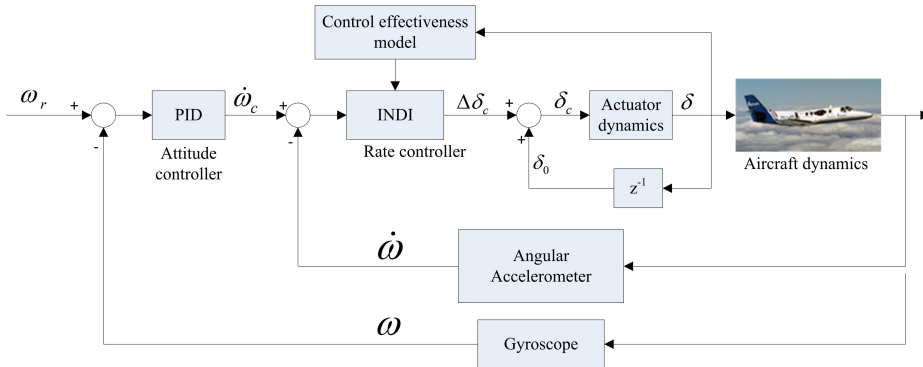 Control effectiveness
model
ω_r
+
-
PID
Attitude
controller
ω̇_c
+
-
INDI
Rate controller
Δδ_c
+
+
δ_c
δ_0
Actuator
dynamics
δ
z⁻¹
Aircraft dynamics
ω̇
Angular
Accelerometer
ω
Gyroscope